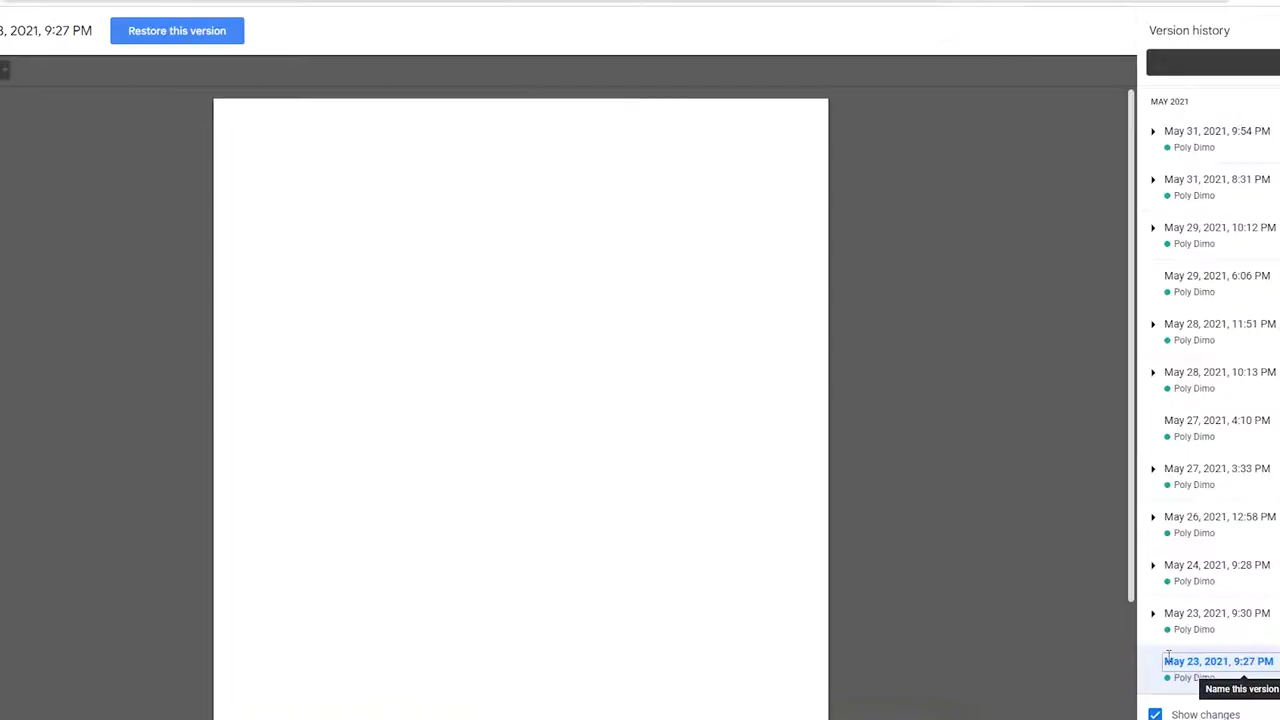 3, 2021, 9:27 PM
Restore this version
Version history
MAY 2021
May 31, 2021, 9:54 PM
Poly Dimo
May 31, 2021, 8:31 PM
Poly Dimo
May 29, 2021, 10:12 PM
Poly Dimo
May 29, 2021, 6:06 PM
Poly Dimo
May 28, 2021, 11:51 PM
Poly Dimo
May 28, 2021, 10:13 PM
Poly Dimo
May 27, 2021, 4:10 PM
Poly Dimo
May 27, 2021, 3:33 PM
Poly Dimo
May 26, 2021, 12:58 PM
Poly Dimo
May 24, 2021, 9:28 PM
Poly Dimo
May 23, 2021, 9:30 PM
Poly Dimo
May 23, 2021, 9:27 PM
Poly Dimo
Name this version
Show changes